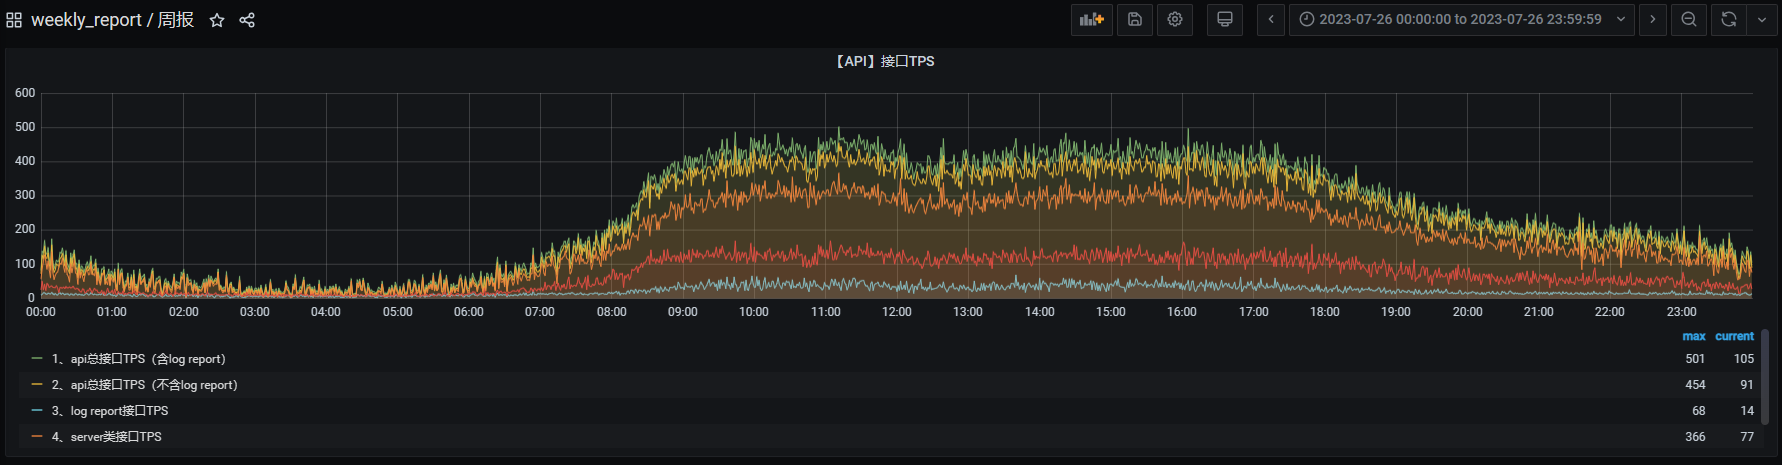 weekly_report / 周报
2023-07-26 00:00:00 to 2023-07-26 23:59:59
【API】接口TPS
600
500
400
300
200
100
0
00:00 01:00 02:00 03:00 04:00 05:00 06:00 07:00 08:00 09:00 10:00 11:00 12:00 13:00 14:00 15:00 16:00 17:00 18:00 19:00 20:00 21:00 22:00 23:00
max current
1、api总接口TPS（含log report） 501 105
2、api总接口TPS（不含log report） 454 91
3、log report接口TPS 68 14
4、server类接口TPS 366 77